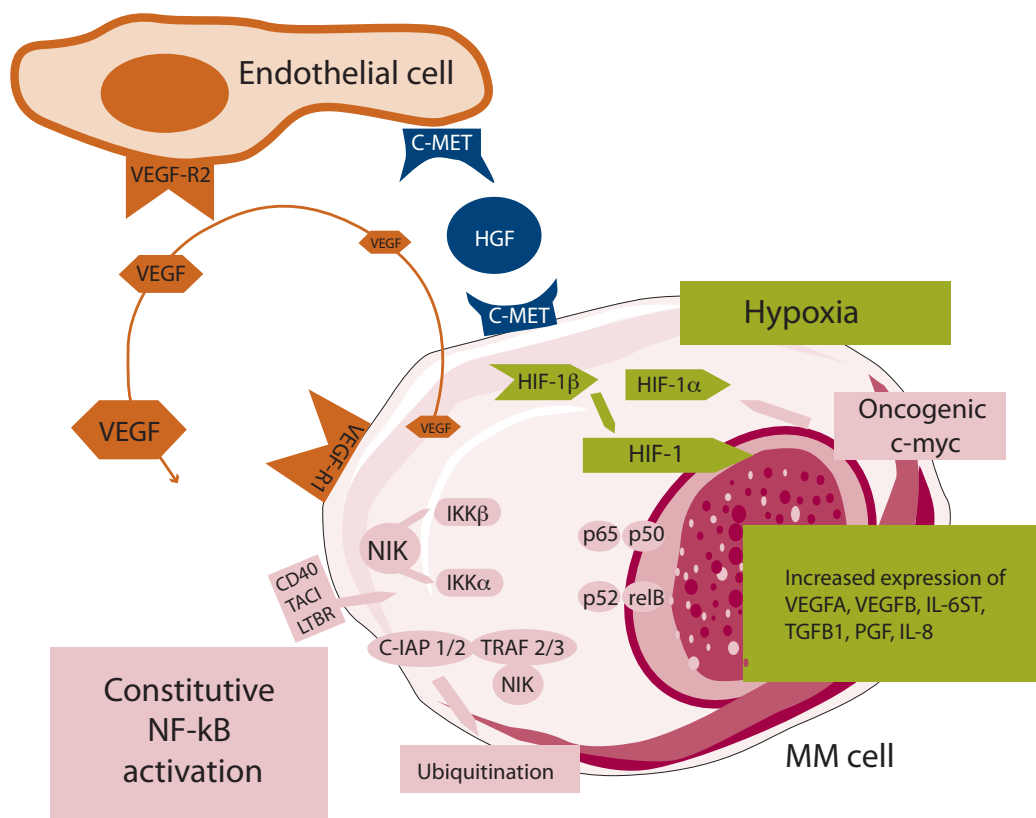 Endothelial cell
C-MET
VEGF-R2
HGF
VEGF
VEGF
C-MET
Hypoxia
HIF-1β
HIF-1α
Oncogenic
c-myc
VEGF
VEGF
VEGF-R1
HIF-1
IKKβ
NIK
IKKα
p65
p50
p52
relB
CD40
TACI
LTBR
Increased expression of
VEGFA, VEGFB, IL-6ST,
TGFB1, PGF, IL-8
C-IAP 1/2
TRAF 2/3
NIK
Constitutive
NF-kB
activation
Ubiquitination
MM cell